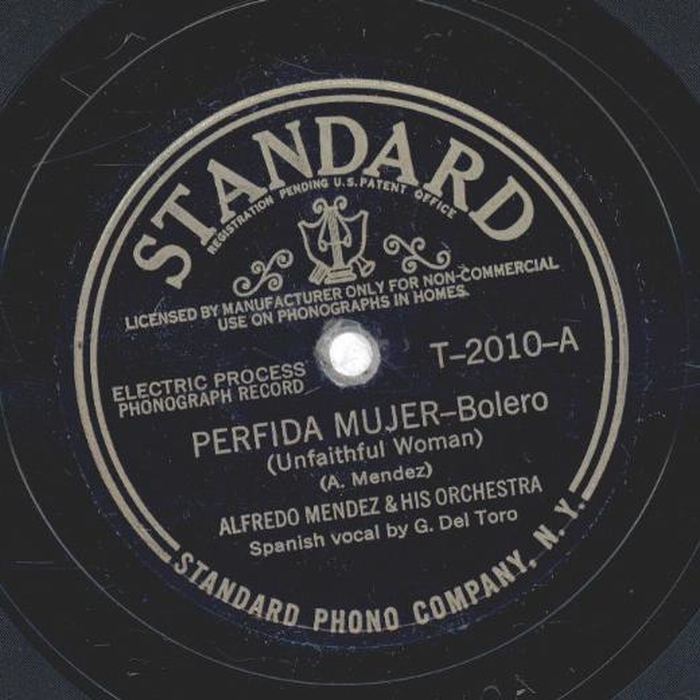 STANDARD
REGISTRATION PENDING U.S. PATENT OFFICE
LICENSED BY MANUFACTURER ONLY FOR NON-COMMERCIAL
USE ON PHONOGRAPHS IN HOMES.
T-2010-A
ELECTRIC PROCESS
PHONOGRAPH RECORD
PERFIDA MUJER-Bolero
(Unfaithful Woman)
(A. Mendez)
ALFREDO MENDEZ & HIS ORCHESTRA
Spanish vocal by G. Del Toro
STANDARD PHONO COMPANY, N. Y.